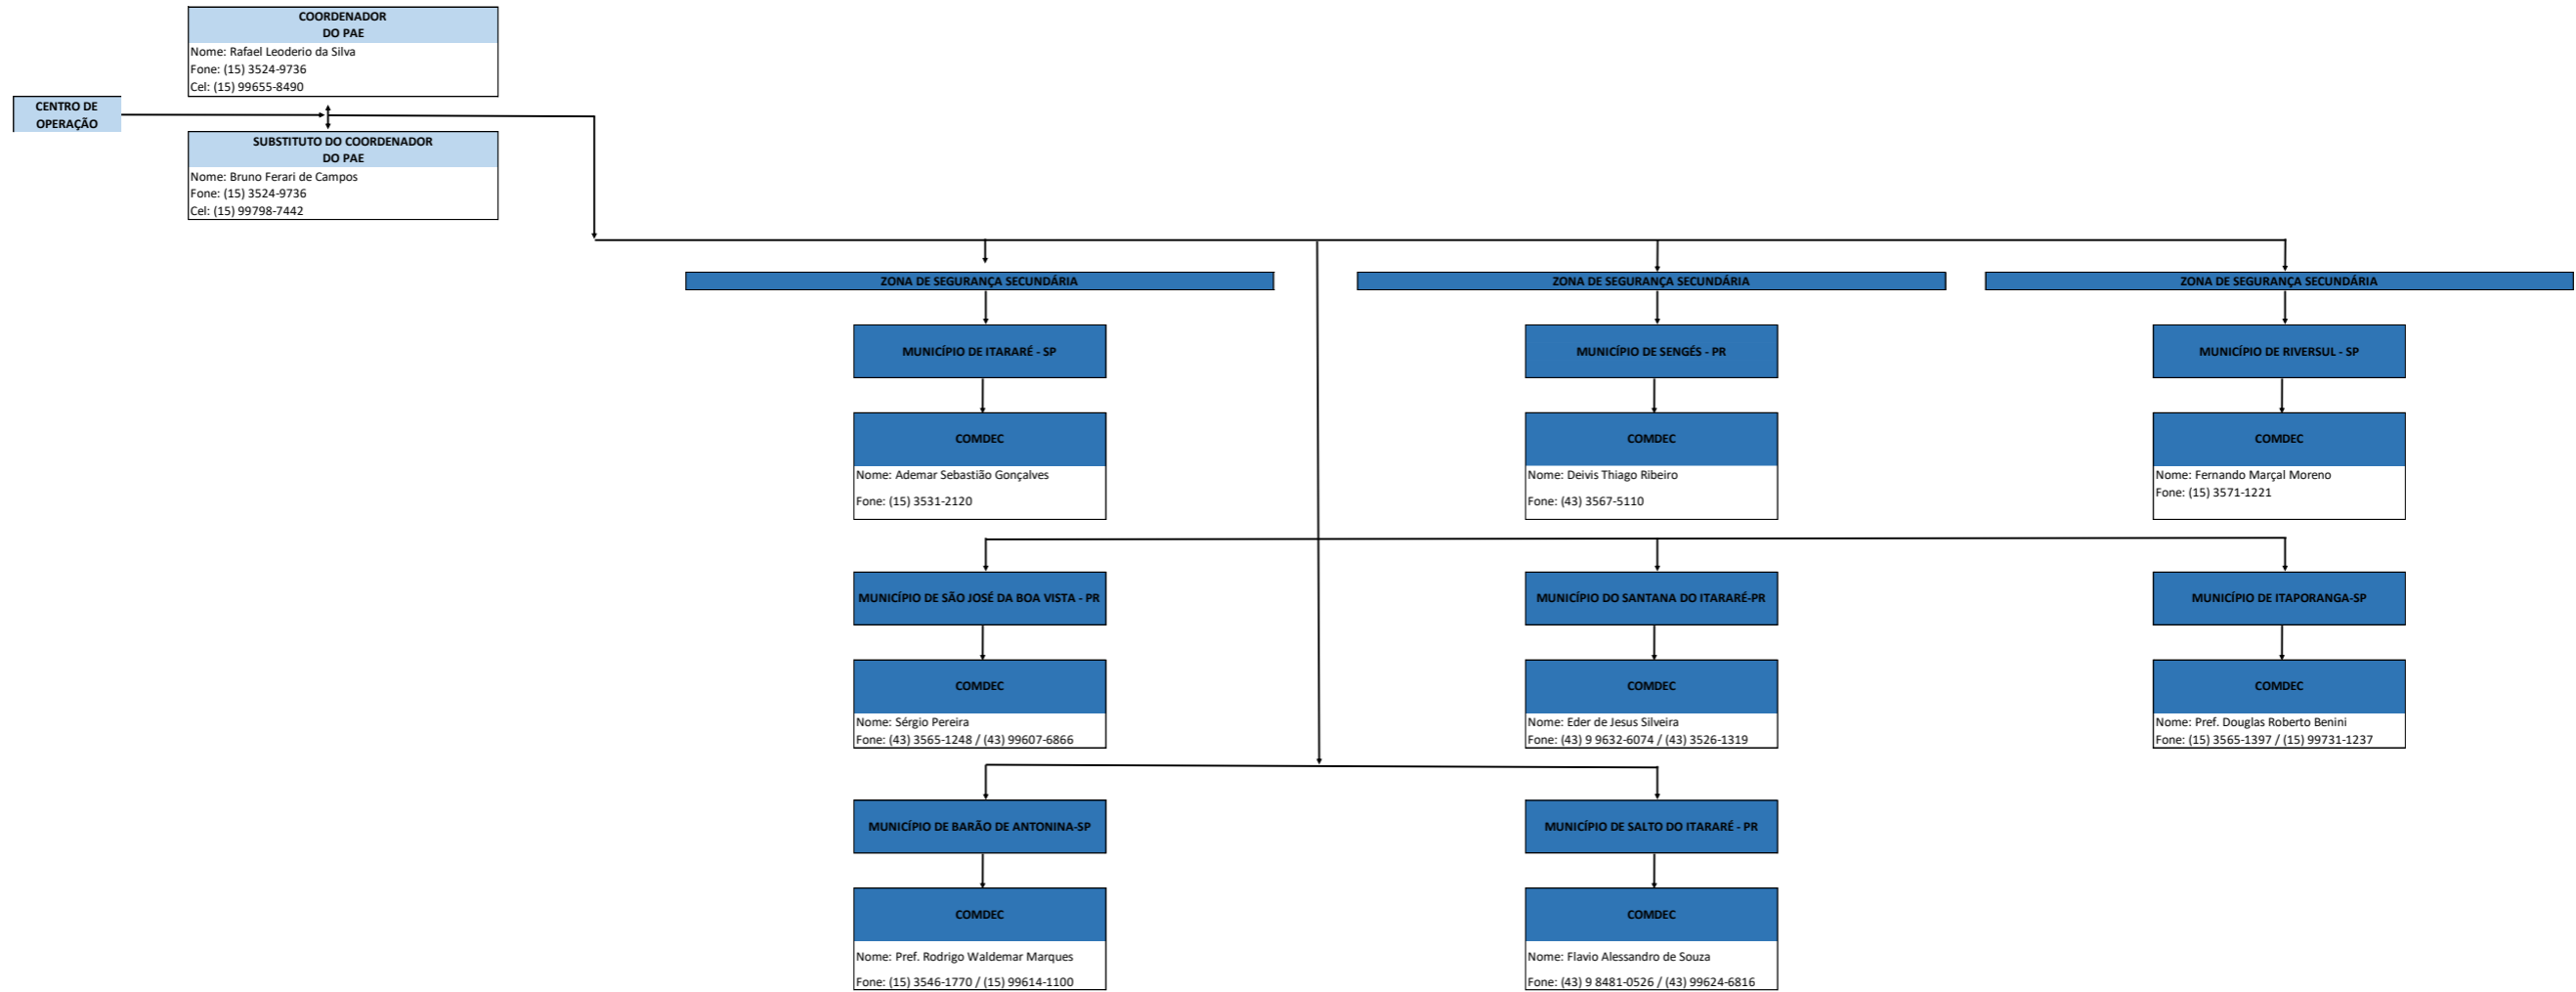 COORDENADOR
DO PAE
Nome: Rafael Leoderio da Silva
Fone: (15) 3524-9736
Cel: (15) 99655-8490
CENTRO DE
OPERAÇÃO
SUBSTITUTO DO COORDENADOR
DO PAE
Nome: Bruno Ferari de Campos
Fone: (15) 3524-9736
Cel: (15) 99798-7442
ZONA DE SEGURANÇA SECUNDÁRIA
ZONA DE SEGURANÇA SECUNDÁRIA
ZONA DE SEGURANÇA SECUNDÁRIA
MUNICÍPIO DE ITARARÉ - SP
MUNICÍPIO DE SENGÉS - PR
MUNICÍPIO DE RIVERSUL - SP
COMDEC
COMDEC
COMDEC
Nome: Ademar Sebastião Gonçalves
Fone: (15) 3531-2120
Nome: Deivis Thiago Ribeiro
Fone: (43) 3567-5110
Nome: Fernando Marçal Moreno
Fone: (15) 3571-1221
MUNICÍPIO DE SÃO JOSÉ DA BOA VISTA - PR
MUNICÍPIO DO SANTANA DO ITARARÉ-PR
MUNICÍPIO DE ITAPORANGA-SP
COMDEC
COMDEC
COMDEC
Nome: Sérgio Pereira
Fone: (43) 3565-1248 / (43) 99607-6866
Nome: Eder de Jesus Silveira
Fone: (43) 9 9632-6074 / (43) 3526-1319
Nome: Pref. Douglas Roberto Benini
Fone: (15) 3565-1397 / (15) 99731-1237
MUNICÍPIO DE BARÃO DE ANTONINA-SP
MUNICÍPIO DE SALTO DO ITARARÉ - PR
COMDEC
COMDEC
Nome: Pref. Rodrigo Waldemar Marques
Fone: (15) 3546-1770 / (15) 99614-1100
Nome: Flavio Alessandro de Souza
Fone: (43) 9 8481-0526 / (43) 99624-6816